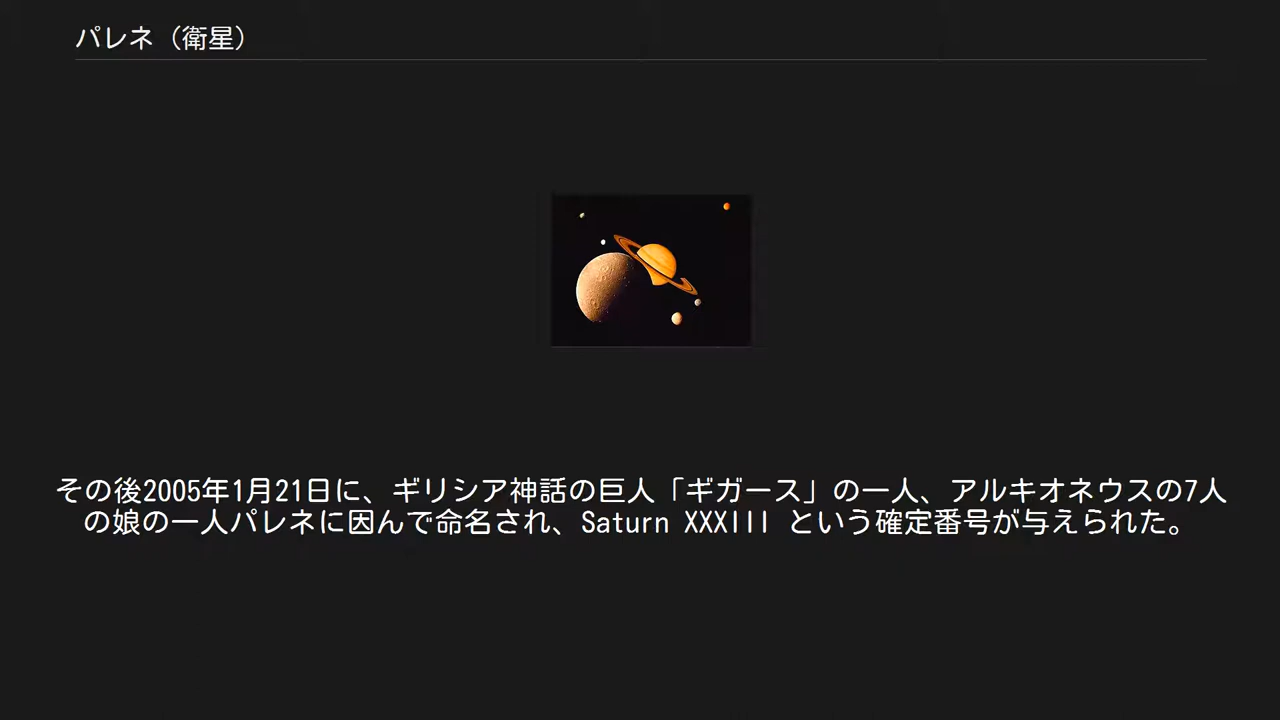 パレネ（衛星）
その後2005年1月21日に、ギリシア神話の巨人「ギガース」の一人、アルキオネウスの7人
の娘の一人パレネに因んで命名され、Saturn XXXIII という確定番号が与えられた。